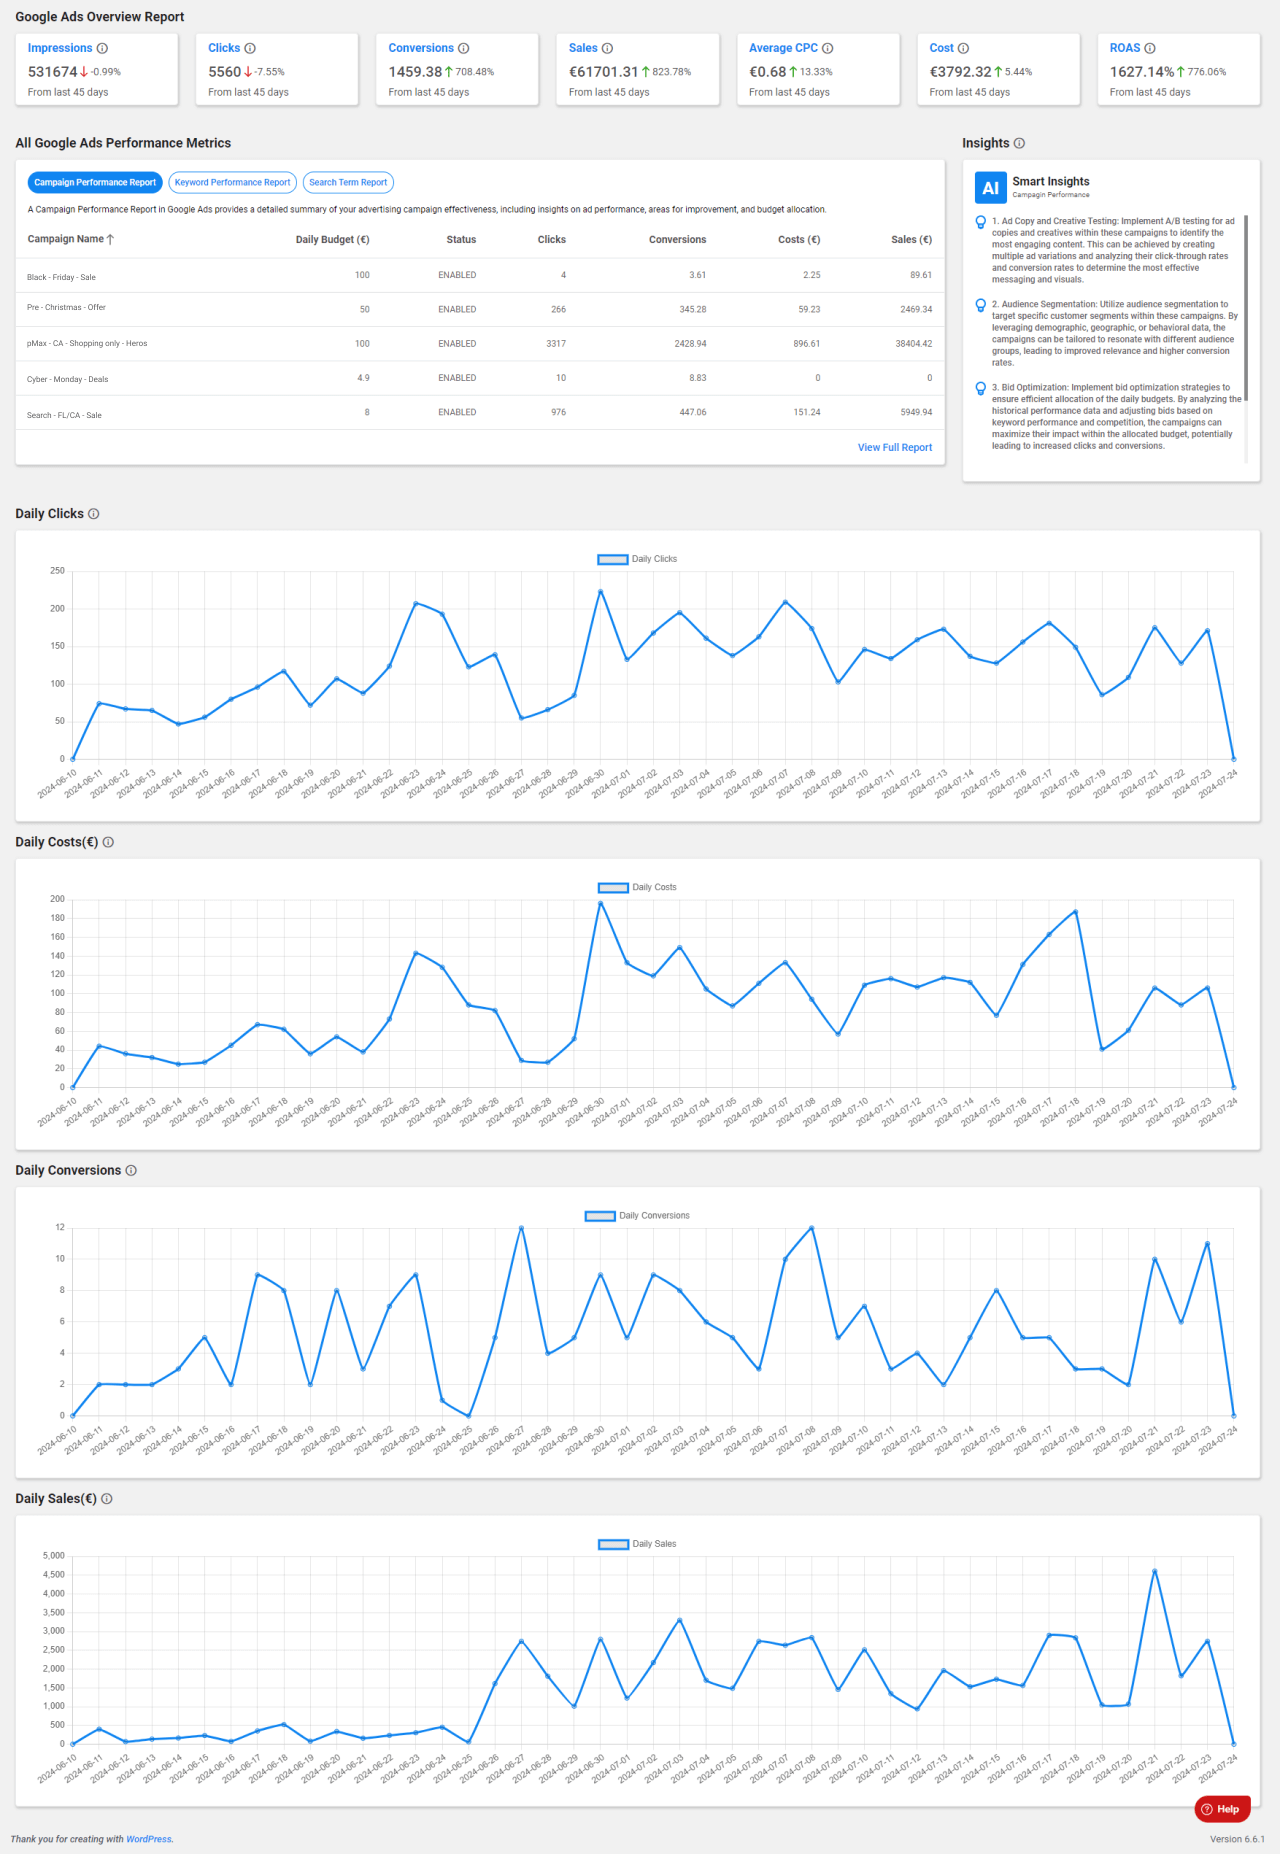 Google Ads Overview Report
Impressions
531674 -0.99%
From last 45 days
Clicks
5560 -7.55%
From last 45 days
Conversions
1459.38 708.48%
From last 45 days
Sales
€61701.31 823.78%
From last 45 days
Average CPC
€0.68 13.33%
From last 45 days
Cost
€3792.32 5.44%
From last 45 days
ROAS
1627.14% 776.06%
From last 45 days
All Google Ads Performance Metrics
Campaign Performance Report Keyword Performance Report Search Term Report
A Campaign Performance Report in Google Ads provides a detailed summary of your advertising campaign effectiveness, including insights on ad performance, areas for improvement, and budget allocation.
Campaign Name Daily Budget (€) Status Clicks Conversions Costs (€) Sales (€)
Black - Friday - Sale 100 ENABLED 4 3.61 2.25 89.61
Pre - Christmas - Offer 50 ENABLED 266 345.28 59.23 2469.34
pMax - CA - Shopping only - Heros 100 ENABLED 3317 2428.94 896.61 38404.42
Cyber - Monday - Deals 4.9 ENABLED 10 8.83 0 0
Search - FL/CA - Sale 8 ENABLED 976 447.06 151.24 5949.94
View Full Report
Insights
AI
Smart Insights
Campagin Performance
1. Ad Copy and Creative Testing: Implement A/B testing for ad
copies and creatives within these campaigns to identify the
most engaging content. This can be achieved by creating
multiple ad variations and analyzing their click-through rates
and conversion rates to determine the most effective
messaging and visuals.
2. Audience Segmentation: Utilize audience segmentation to
target specific customer segments within these campaigns. By
leveraging demographic, geographic, or behavioral data, the
campaigns can be tailored to resonate with different audience
groups, leading to improved relevance and higher conversion
rates.
3. Bid Optimization: Implement bid optimization strategies to
ensure efficient allocation of the daily budgets. By analyzing the
historical performance data and adjusting bids based on
keyword performance and competition, the campaigns can
maximize their impact within the allocated budget, potentially
leading to increased clicks and conversions.
Daily Clicks
Daily Clicks
250
200
150
100
50
0
2024-06-10 2024-06-11 2024-06-12 2024-06-13 2024-06-14 2024-06-15 2024-06-16 2024-06-17 2024-06-18 2024-06-19 2024-06-20 2024-06-21 2024-06-22 2024-06-23 2024-06-24 2024-06-25 2024-06-26 2024-06-27 2024-06-28 2024-06-29 2024-06-30 2024-07-01 2024-07-02 2024-07-03 2024-07-04 2024-07-05 2024-07-06 2024-07-07 2024-07-08 2024-07-09 2024-07-10 2024-07-11 2024-07-12 2024-07-13 2024-07-14 2024-07-15 2024-07-16 2024-07-17 2024-07-18 2024-07-19 2024-07-20 2024-07-21 2024-07-22 2024-07-23 2024-07-24
Daily Costs(€)
Daily Costs
200
180
160
140
120
100
80
60
40
20
0
2024-06-10 2024-06-11 2024-06-12 2024-06-13 2024-06-14 2024-06-15 2024-06-16 2024-06-17 2024-06-18 2024-06-19 2024-06-20 2024-06-21 2024-06-22 2024-06-23 2024-06-24 2024-06-25 2024-06-26 2024-06-27 2024-06-28 2024-06-29 2024-06-30 2024-07-01 2024-07-02 2024-07-03 2024-07-04 2024-07-05 2024-07-06 2024-07-07 2024-07-08 2024-07-09 2024-07-10 2024-07-11 2024-07-12 2024-07-13 2024-07-14 2024-07-15 2024-07-16 2024-07-17 2024-07-18 2024-07-19 2024-07-20 2024-07-21 2024-07-22 2024-07-23 2024-07-24
Daily Conversions
Daily Conversions
12
10
8
6
4
2
0
2024-06-10 2024-06-11 2024-06-12 2024-06-13 2024-06-14 2024-06-15 2024-06-16 2024-06-17 2024-06-18 2024-06-19 2024-06-20 2024-06-21 2024-06-22 2024-06-23 2024-06-24 2024-06-25 2024-06-26 2024-06-27 2024-06-28 2024-06-29 2024-06-30 2024-07-01 2024-07-02 2024-07-03 2024-07-04 2024-07-05 2024-07-06 2024-07-07 2024-07-08 2024-07-09 2024-07-10 2024-07-11 2024-07-12 2024-07-13 2024-07-14 2024-07-15 2024-07-16 2024-07-17 2024-07-18 2024-07-19 2024-07-20 2024-07-21 2024-07-22 2024-07-23 2024-07-24
Daily Sales(€)
Daily Sales
5,000
4,500
4,000
3,500
3,000
2,500
2,000
1,500
1,000
500
0
2024-06-10 2024-06-11 2024-06-12 2024-06-13 2024-06-14 2024-06-15 2024-06-16 2024-06-17 2024-06-18 2024-06-19 2024-06-20 2024-06-21 2024-06-22 2024-06-23 2024-06-24 2024-06-25 2024-06-26 2024-06-27 2024-06-28 2024-06-29 2024-06-30 2024-07-01 2024-07-02 2024-07-03 2024-07-04 2024-07-05 2024-07-06 2024-07-07 2024-07-08 2024-07-09 2024-07-10 2024-07-11 2024-07-12 2024-07-13 2024-07-14 2024-07-15 2024-07-16 2024-07-17 2024-07-18 2024-07-19 2024-07-20 2024-07-21 2024-07-22 2024-07-23 2024-07-24
Help
Thank you for creating with WordPress.
Version 6.6.1